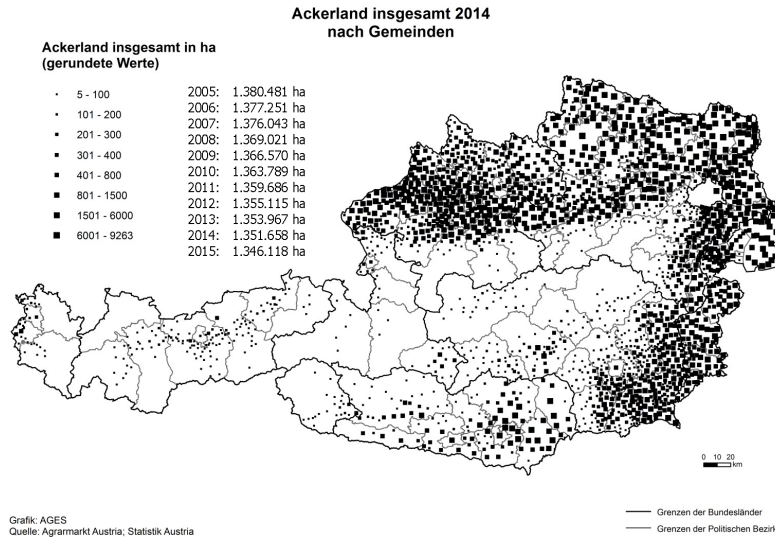 Ackerland insgesamt 2014
nach Gemeinden
Ackerland insgesamt in ha
(gerundete Werte)
5 - 100
101 - 200
201 - 300
301 - 400
401 - 800
801 - 1500
1501 - 6000
6001 - 9263
2005: 1.380.481 ha
2006: 1.377.251 ha
2007: 1.376.043 ha
2008: 1.369.021 ha
2009: 1.366.570 ha
2010: 1.363.789 ha
2011: 1.359.686 ha
2012: 1.355.115 ha
2013: 1.353.967 ha
2014: 1.351.658 ha
2015: 1.346.118 ha
0 10 20
km
Grafik: AGES
Quelle: Agrarmarkt Austria; Statistik Austria
Grenzen der Bundesländer
Grenzen der Politischen Bezirk